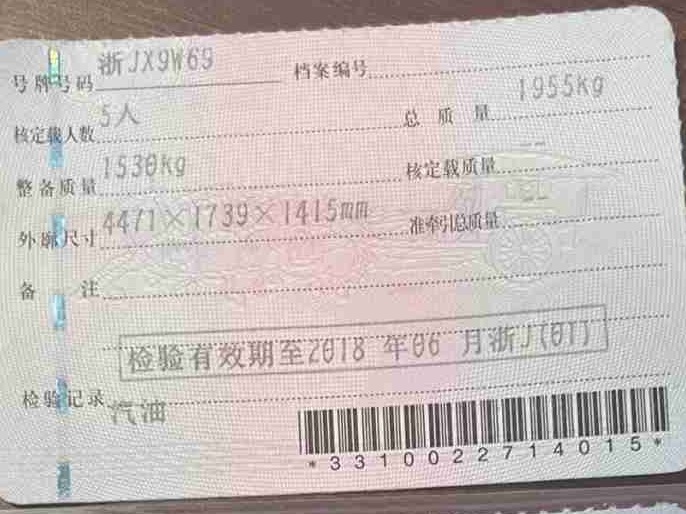 号牌号码 浙JX9W69 档案编号
核定载人数 5人 总质量 1955kg
整备质量 1530kg 核定载质量 --
外廓尺寸 4471×1739×1415mm 准牵引总质量 --
备注
检验有效期至2018 年06 月浙J(01)
检验记录 汽油
*3310022714015*